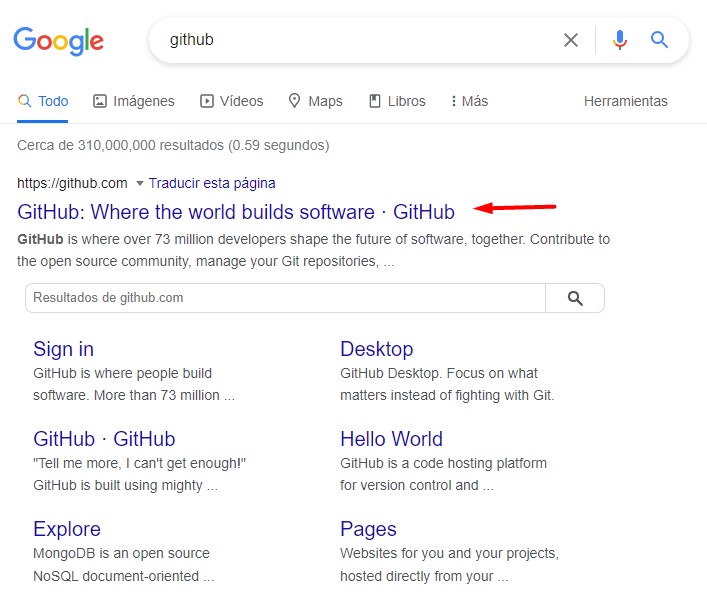 Google
github
Todo Imágenes Vídeos Maps Libros Más Herramientas
Cerca de 310,000,000 resultados (0.59 segundos)
https://github.com Traducir esta página
GitHub: Where the world builds software · GitHub
GitHub is where over 73 million developers shape the future of software, together. Contribute to
the open source community, manage your Git repositories, ...
Resultados de github.com
Sign in
GitHub is where people build
software. More than 73 million ...
Desktop
GitHub Desktop. Focus on what
matters instead of fighting with Git.
GitHub · GitHub
"Tell me more, I can't get enough!"
GitHub is built using mighty ...
Hello World
GitHub is a code hosting platform
for version control and ...
Explore
MongoDB is an open source
NoSQL document-oriented ...
Pages
Websites for you and your projects,
hosted directly from your ...